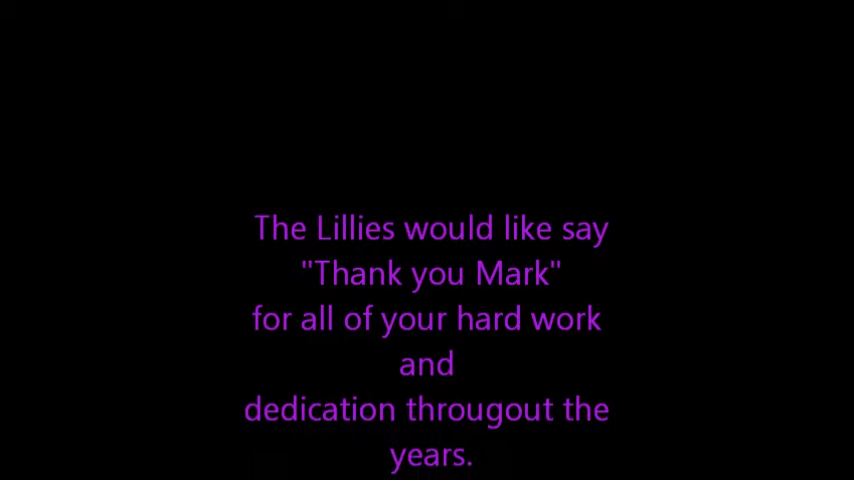 The Lillies would like say
"Thank you Mark"
for all of your hard work
and
dedication througout the
years.